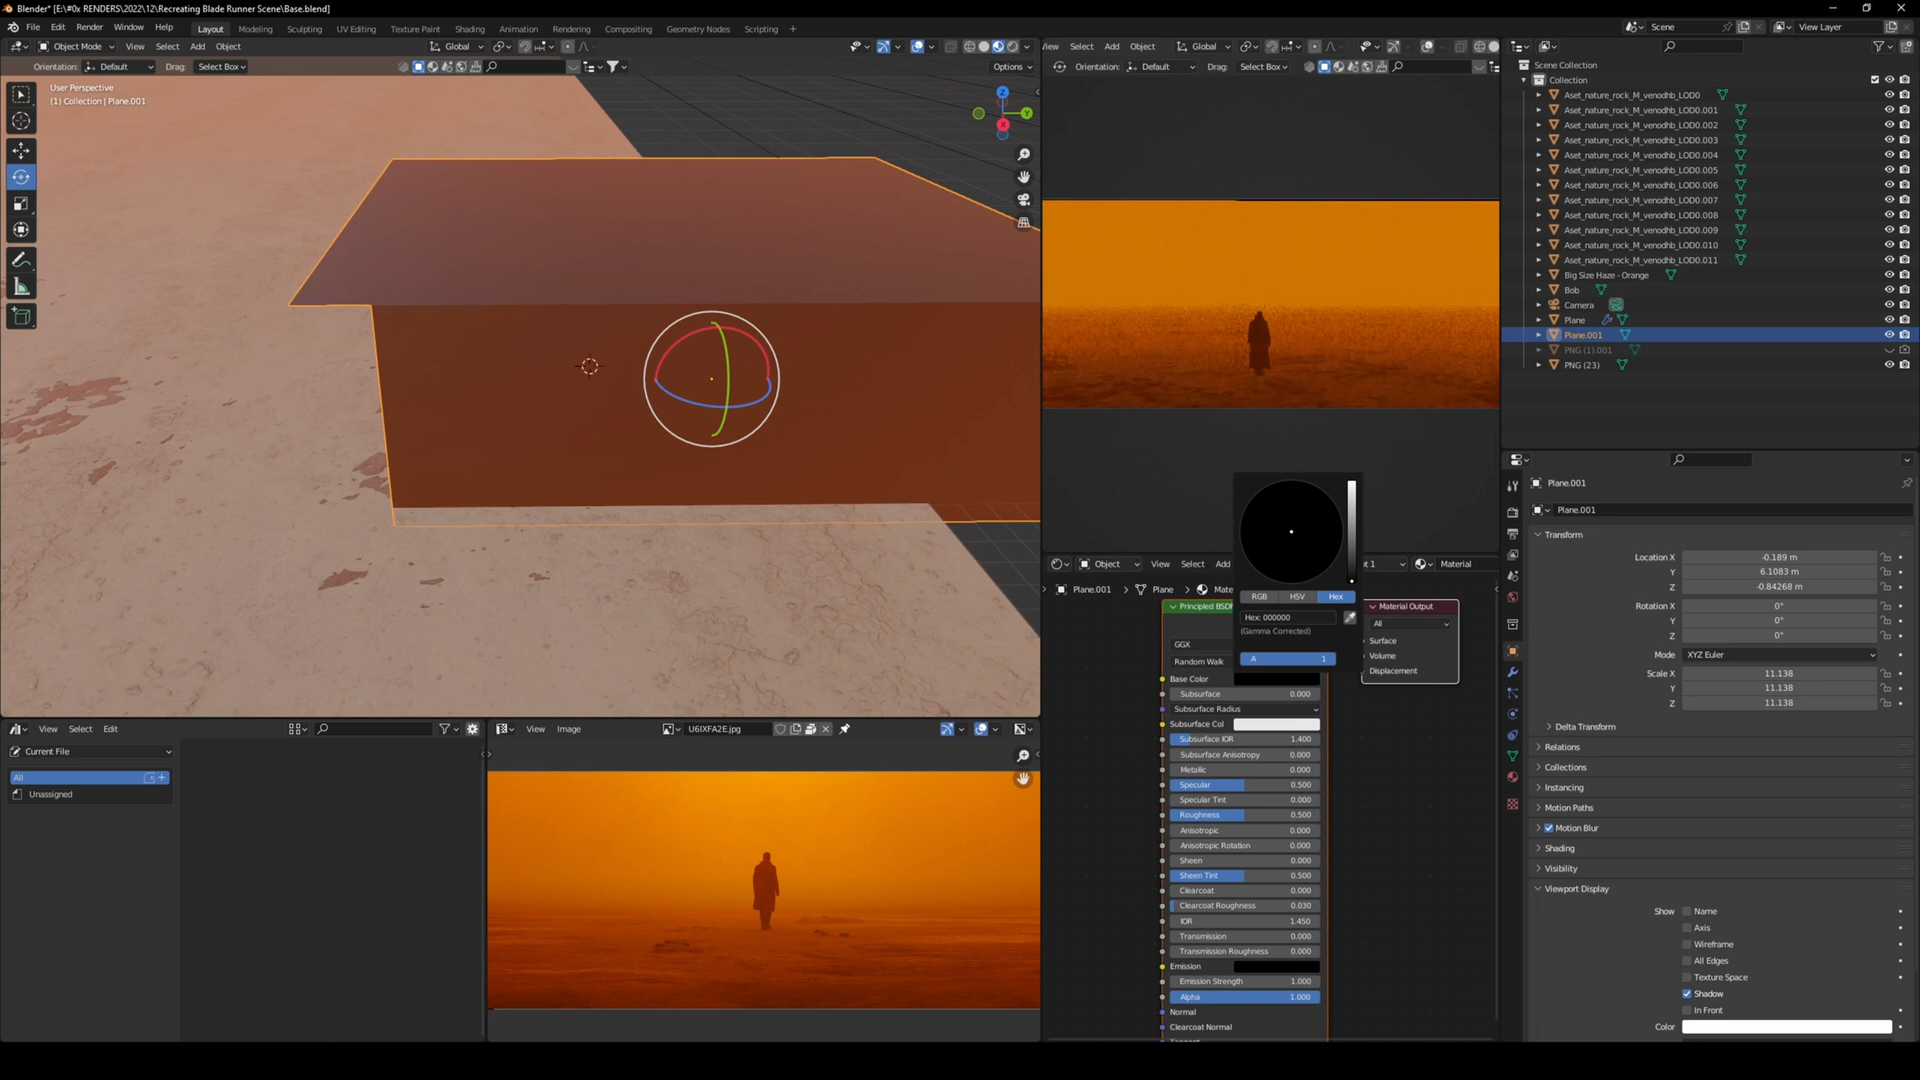 Blender* [E:\#0x RENDERS\2022\12\Recreating Blade Runner Scene\Base.blend]
File Edit Render Window Help Layout Modeling Sculpting UV Editing Texture Paint Shading Animation Rendering Compositing Geometry Nodes Scripting + Scene View Layer
Object Mode View Select Add Object Global
View Select Add Object Global
Orientation: Default Drag: Select Box Options
Orientation: Default Drag: Select Box
User Perspective
(1) Collection | Plane.001
Z
Y
X
Scene Collection
Collection
Aset_nature_rock_M_venodhb_LOD0
Aset_nature_rock_M_venodhb_LOD0.001
Aset_nature_rock_M_venodhb_LOD0.002
Aset_nature_rock_M_venodhb_LOD0.003
Aset_nature_rock_M_venodhb_LOD0.004
Aset_nature_rock_M_venodhb_LOD0.005
Aset_nature_rock_M_venodhb_LOD0.006
Aset_nature_rock_M_venodhb_LOD0.007
Aset_nature_rock_M_venodhb_LOD0.008
Aset_nature_rock_M_venodhb_LOD0.009
Aset_nature_rock_M_venodhb_LOD0.010
Aset_nature_rock_M_venodhb_LOD0.011
Big Size Haze - Orange
Bob
Camera
Plane
Plane.001
PNG (1).001
PNG (23)
Plane.001
Plane.001
Transform
Location X -0.189 m
Y 6.1083 m
Z -0.84268 m
Rotation X 0°
Y 0°
Z 0°
Mode XYZ Euler
Scale X 11.138
Y 11.138
Z 11.138
Delta Transform
Relations
Collections
Instancing
Motion Paths
Motion Blur
Shading
Visibility
Viewport Display
Show Name
Axis
Wireframe
All Edges
Texture Space
Shadow
In Front
Color
Object View Select Add t 1 Material
Plane.001 > Plane > Mate
RGB HSV Hex
Hex: 000000
(Gamma Corrected)
A 1
Principled BSDF
GGX
Random Walk
Base Color
Subsurface 0.000
Subsurface Radius
Subsurface Col
Subsurface IOR 1.400
Subsurface Anisotropy 0.000
Metallic 0.000
Specular 0.500
Specular Tint 0.000
Roughness 0.500
Anisotropic 0.000
Anisotropic Rotation 0.000
Sheen 0.000
Sheen Tint 0.500
Clearcoat 0.000
Clearcoat Roughness 0.030
IOR 1.450
Transmission 0.000
Transmission Roughness 0.000
Emission
Emission Strength 1.000
Alpha 1.000
Normal
Clearcoat Normal
Tangent
Material Output
All
Surface
Volume
Displacement
View Select Edit
Current File
All
Unassigned
View Image U6IXFA2E.jpg